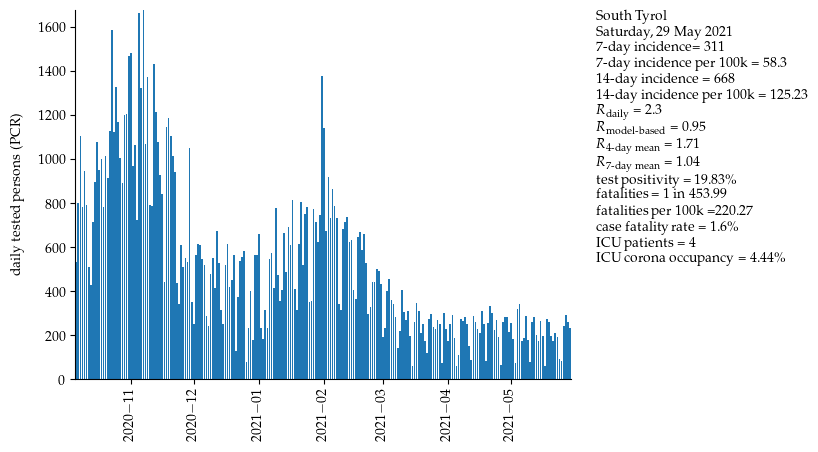 South Tyrol
Saturday, 29 May 2021
7-day incidence= 311
7-day incidence per 100k = 58.3
14-day incidence = 668
14-day incidence per 100k = 125.23
R_daily = 2.3
R_model-based = 0.95
R_4-day mean = 1.71
R_7-day mean = 1.04
test positivity = 19.83%
fatalities = 1 in 453.99
fatalities per 100k =220.27
case fatality rate = 1.6%
ICU patients = 4
ICU corona occupancy = 4.44%
daily tested persons (PCR)
1600
1400
1200
1000
800
600
400
200
0
2020−11
2020−12
2021−01
2021−02
2021−03
2021−04
2021−05